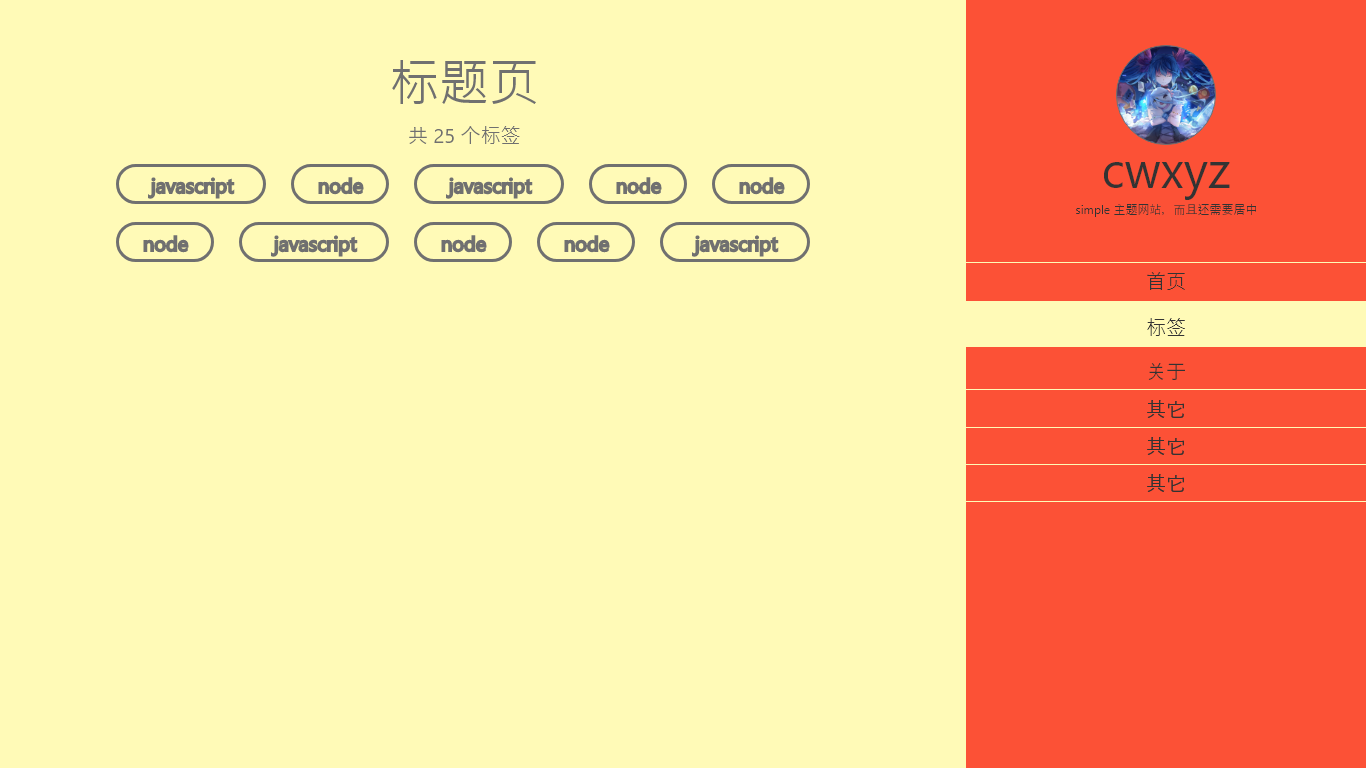 标题页
共 25 个标签
javascript node javascript node node
node javascript node node javascript
cwxyz
simple 主题网站，而且还需要居中
首页
标签
关于
其它
其它
其它